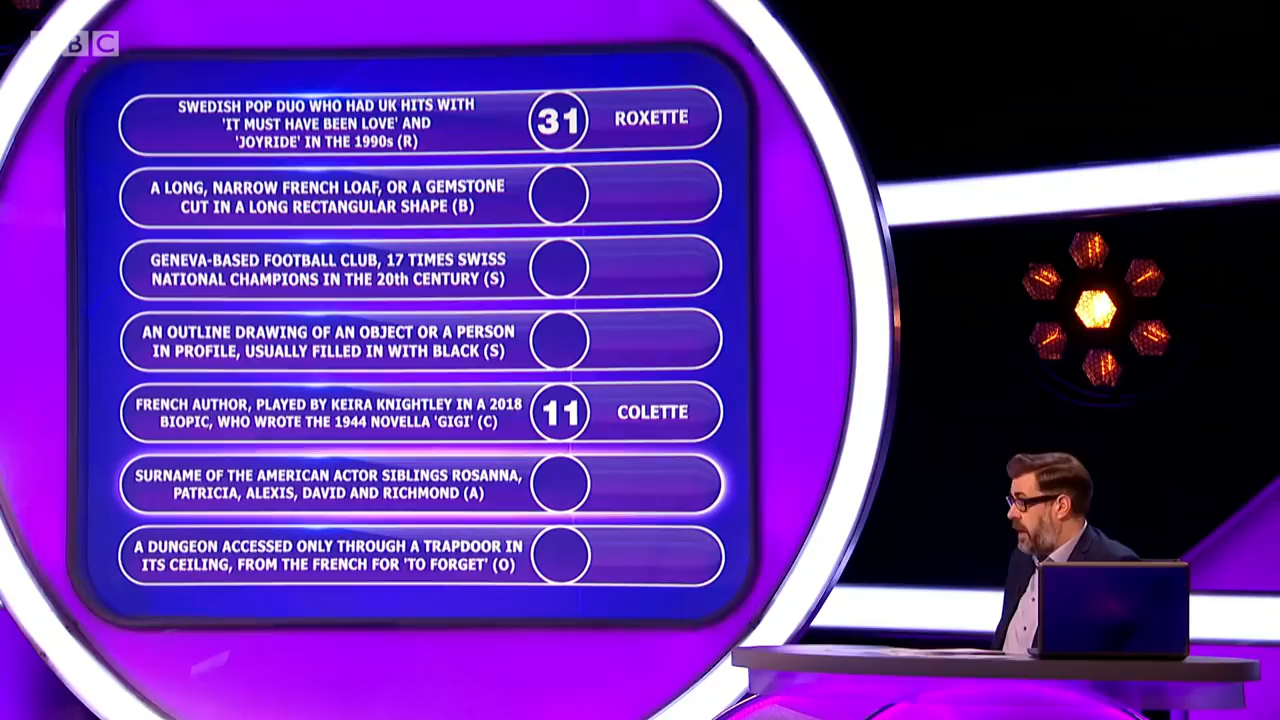 BBC
SWEDISH POP DUO WHO HAD UK HITS WITH
'IT MUST HAVE BEEN LOVE' AND
'JOYRIDE' IN THE 1990s (R)
31
ROXETTE
A LONG, NARROW FRENCH LOAF, OR A GEMSTONE
CUT IN A LONG RECTANGULAR SHAPE (B)
GENEVA-BASED FOOTBALL CLUB, 17 TIMES SWISS
NATIONAL CHAMPIONS IN THE 20th CENTURY (S)
AN OUTLINE DRAWING OF AN OBJECT OR A PERSON
IN PROFILE, USUALLY FILLED IN WITH BLACK (S)
FRENCH AUTHOR, PLAYED BY KEIRA KNIGHTLEY IN A 2018
BIOPIC, WHO WROTE THE 1944 NOVELLA 'GIGI' (C)
11
COLETTE
SURNAME OF THE AMERICAN ACTOR SIBLINGS ROSANNA,
PATRICIA, ALEXIS, DAVID AND RICHMOND (A)
A DUNGEON ACCESSED ONLY THROUGH A TRAPDOOR IN
ITS CEILING, FROM THE FRENCH FOR 'TO FORGET' (O)